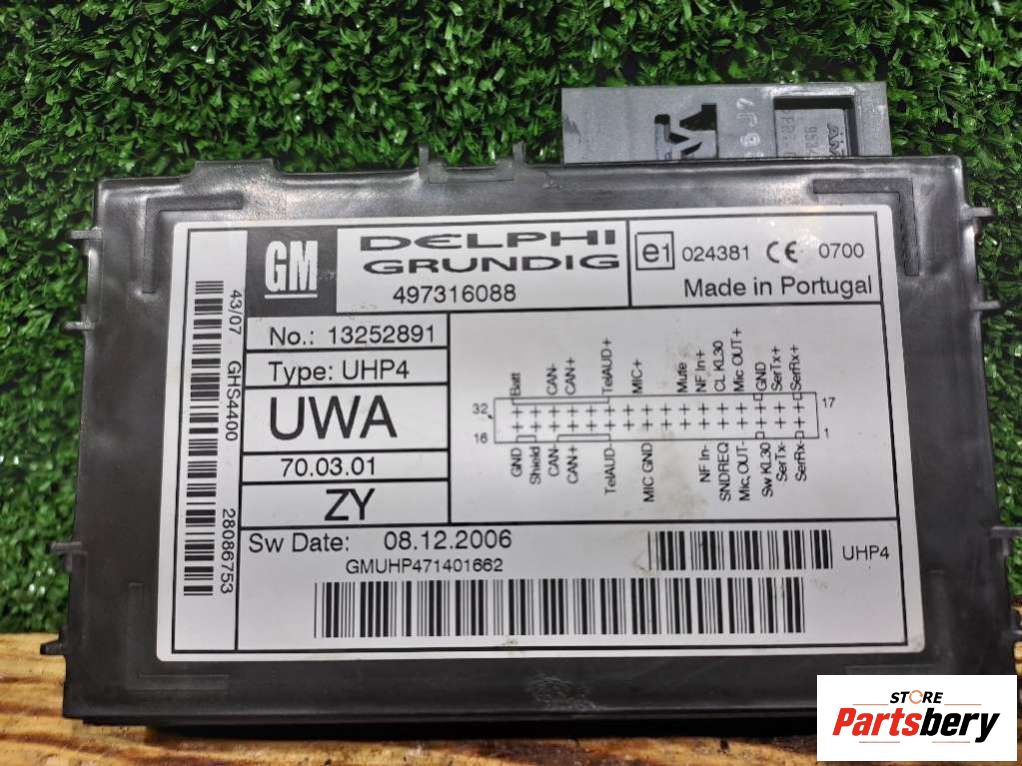 GM
DELPHI
GRUNDIG
497316088
e1 024381 CE 0700
Made in Portugal
43/07 GHS4400 28086753
No.: 13252891
Type: UHP4
UWA
70.03.01
ZY
Batt CAN- CAN+ TelAUD+ MIC+ Mute NF In+ CL KL30 Mic OUT+ GND SerTx+ SerRx+
32 17
16 1
GND Shield CAN- CAN+ TelAUD- MIC GND NF In- SNDREQ Mic, OUT- Sw KL30 SerTx- SerRx-
Sw Date: 08.12.2006
GMUHP471401662
UHP4
STORE
Partsbery